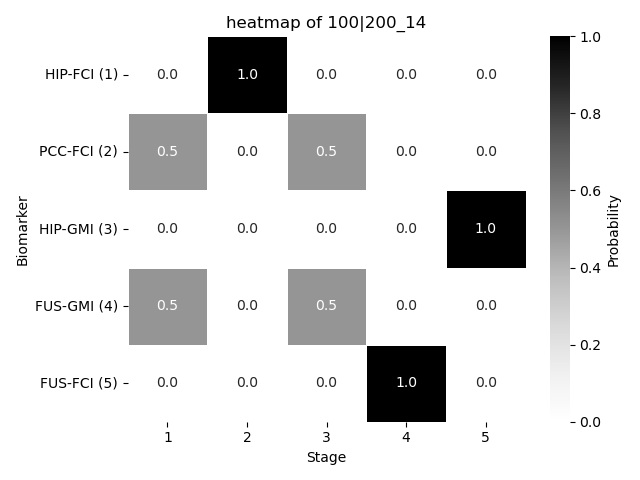 heatmap of 100|200_14
HIP-FCI (1)
0.0 1.0 0.0 0.0 0.0
PCC-FCI (2)
0.5 0.0 0.5 0.0 0.0
HIP-GMI (3)
0.0 0.0 0.0 0.0 1.0
FUS-GMI (4)
0.5 0.0 0.5 0.0 0.0
FUS-FCI (5)
0.0 0.0 0.0 1.0 0.0
Biomarker
1 2 3 4 5
Stage
1.0
0.8
0.6
0.4
0.2
0.0
Probability